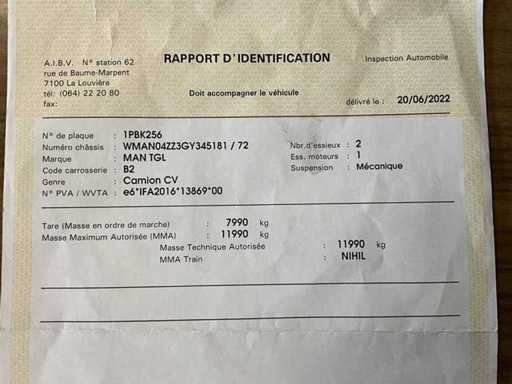 A.I.B.V. N° station 62
rue de Baume-Marpent
7100 La Louvière
tél: (064) 22 20 80
fax:
RAPPORT D'IDENTIFICATION
Inspection Automobile
Doit accompagner le véhicule
délivré le : 20/06/2022
N° de plaque : 1PBK256
Numéro châssis : WMAN04ZZ3GY345181 / 72
Marque : MAN TGL
Code carrosserie : B2
Genre : Camion CV
N° PVA / WVTA : e6*IFA2016*13869*00
Nbr.d'essieux : 2
Ess. moteurs : 1
Suspension : Mécanique
Tare (Masse en ordre de marche) : 7990 kg
Masse Maximum Autorisée (MMA) : 11990 kg
Masse Technique Autorisée : 11990 kg
MMA Train : NIHIL